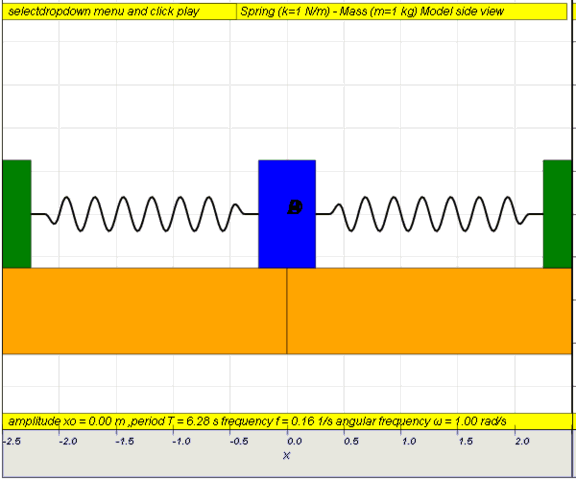 selectdropdown menu and click play
Spring (k=1 N/m) - Mass (m=1 kg) Model side view
amplitude xo = 0.00 m ,period T = 6.28 s frequency f = 0.16 1/s angular frequency ω = 1.00 rad/s
-2.5 -2.0 -1.5 -1.0 -0.5 0.0 0.5 1.0 1.5 2.0
x